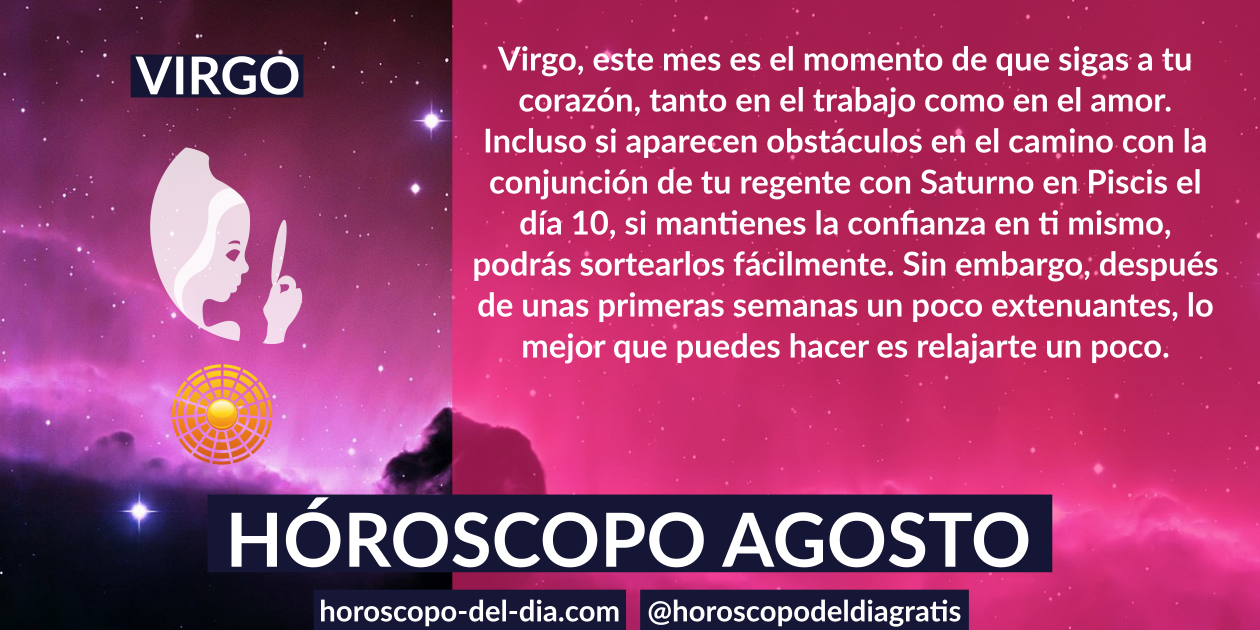 VIRGO
Virgo, este mes es el momento de que sigas a tu
corazón, tanto en el trabajo como en el amor.
Incluso si aparecen obstáculos en el camino con la
conjunción de tu regente con Saturno en Piscis el
día 10, si mantienes la confianza en ti mismo,
podrás sortearlos fácilmente. Sin embargo, después
de unas primeras semanas un poco extenuantes, lo
mejor que puedes hacer es relajarte un poco.
HÓROSCOPO AGOSTO
horoscopo-del-dia.com @horoscopodeldiagratis